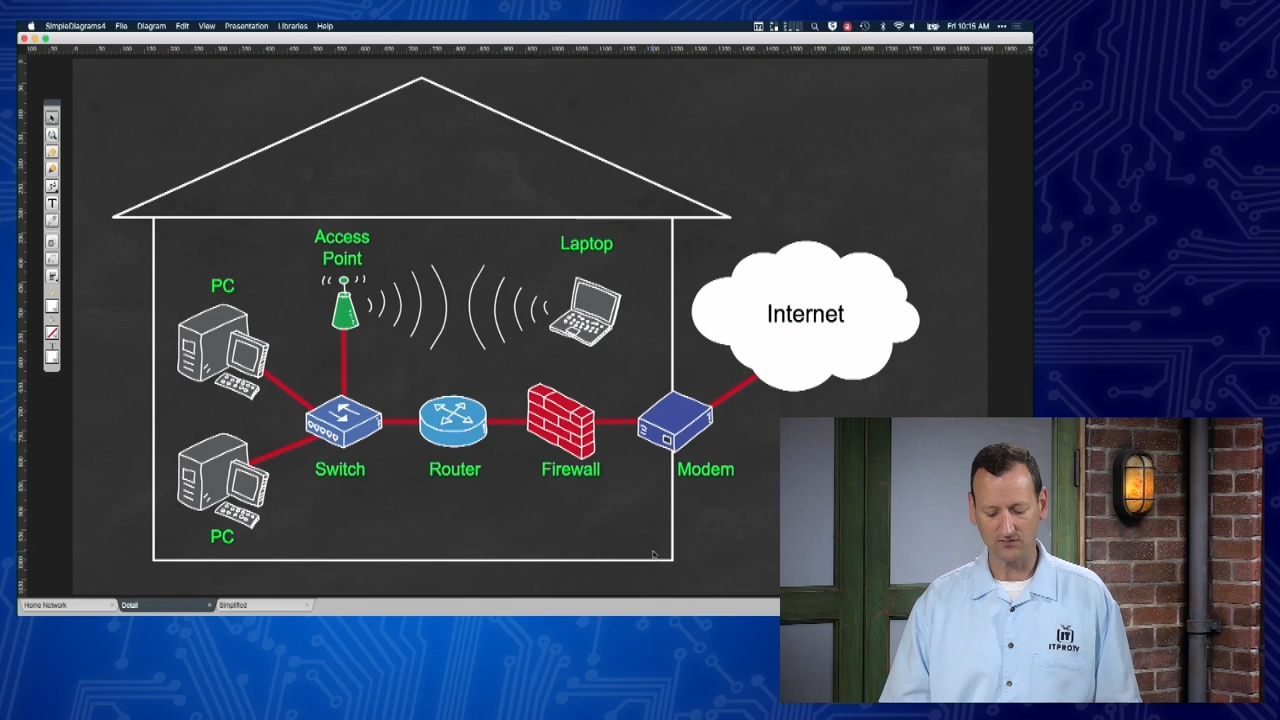 SimpleDiagrams4 File Diagram Edit View Presentation Libraries Help
Fri 10:15 AM
Access
Point
Laptop
PC
Internet
Switch
Router
Firewall
Modem
PC
Home Network
Detail
Simplified
IT
ITPROTV